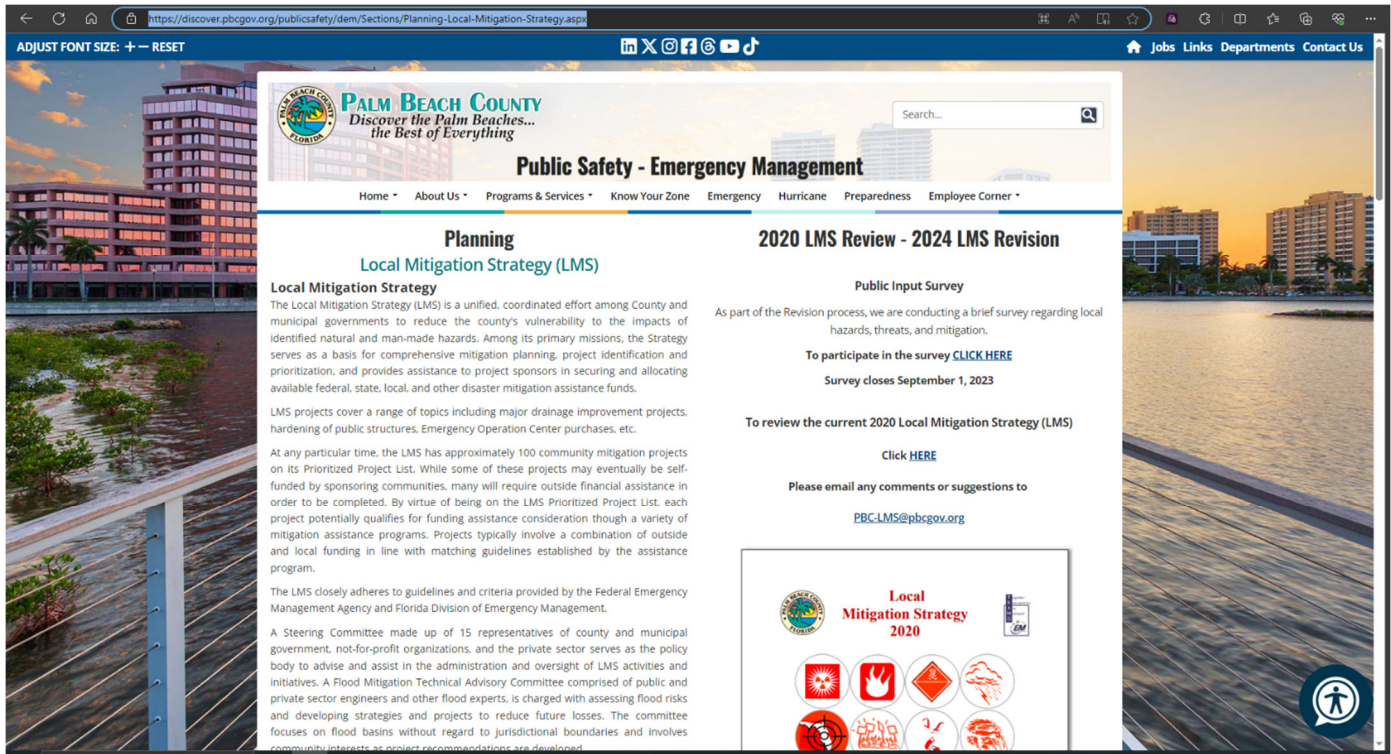 https://discover.pbcgov.org/publicsafety/dem/Sections/Planning-Local-Mitigation-Strategy.aspx
ADJUST FONT SIZE: + − RESET
Jobs Links Departments Contact Us
PALM BEACH COUNTY
FLORIDA
PALM BEACH COUNTY
Discover the Palm Beaches...
the Best of Everything
Search...
Public Safety - Emergency Management
Home About Us Programs & Services Know Your Zone Emergency Hurricane Preparedness Employee Corner
Planning
Local Mitigation Strategy (LMS)
Local Mitigation Strategy
The Local Mitigation Strategy (LMS) is a unified, coordinated effort among County and
municipal governments to reduce the county's vulnerability to the impacts of
identified natural and man-made hazards. Among its primary missions, the Strategy
serves as a basis for comprehensive mitigation planning, project identification and
prioritization, and provides assistance to project sponsors in securing and allocating
available federal, state, local, and other disaster mitigation assistance funds.
LMS projects cover a range of topics including major drainage improvement projects,
hardening of public structures, Emergency Operation Center purchases, etc.
At any particular time, the LMS has approximately 100 community mitigation projects
on its Prioritized Project List. While some of these projects may eventually be self-
funded by sponsoring communities, many will require outside financial assistance in
order to be completed. By virtue of being on the LMS Prioritized Project List, each
project potentially qualifies for funding assistance consideration though a variety of
mitigation assistance programs. Projects typically involve a combination of outside
and local funding in line with matching guidelines established by the assistance
program.
The LMS closely adheres to guidelines and criteria provided by the Federal Emergency
Management Agency and Florida Division of Emergency Management.
A Steering Committee made up of 15 representatives of county and municipal
government, not-for-profit organizations, and the private sector serves as the policy
body to advise and assist in the administration and oversight of LMS activities and
initiatives. A Flood Mitigation Technical Advisory Committee comprised of public and
private sector engineers and other flood experts, is charged with assessing flood risks
and developing strategies and projects to reduce future losses. The committee
focuses on flood basins without regard to jurisdictional boundaries and involves
community interests as project recommendations are developed.
2020 LMS Review - 2024 LMS Revision
Public Input Survey
As part of the Revision process, we are conducting a brief survey regarding local
hazards, threats, and mitigation.
To participate in the survey CLICK HERE
Survey closes September 1, 2023
To review the current 2020 Local Mitigation Strategy (LMS)
Click HERE
Please email any comments or suggestions to
PBC-LMS@pbcgov.org
PALM BEACH COUNTY
FLORIDA
Local
Mitigation Strategy
2020
EM